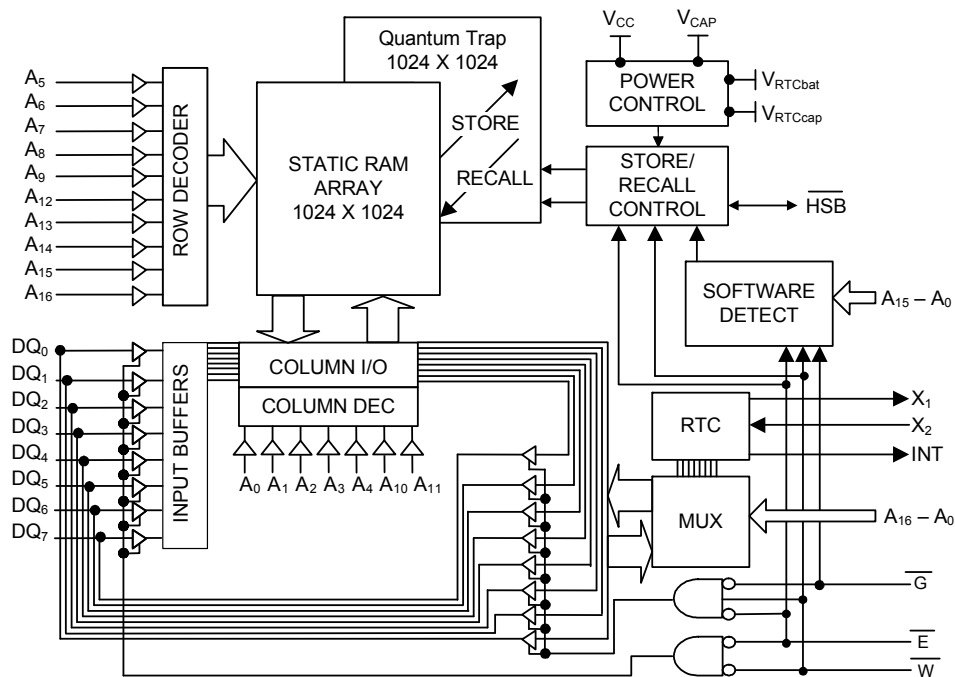 A5
A6
A7
A8
A9
A12
A13
A14
A15
A16
ROW DECODER
Quantum Trap
1024 X 1024
STORE
RECALL
STATIC RAM
ARRAY
1024 X 1024
VCC
VCAP
POWER
CONTROL
VRTCbat
VRTCcap
STORE/
RECALL
CONTROL
HSB
SOFTWARE
DETECT
A15 – A0
DQ0
DQ1
DQ2
DQ3
DQ4
DQ5
DQ6
DQ7
INPUT BUFFERS
COLUMN I/O
COLUMN DEC
A0 A1 A2 A3 A4 A10 A11
RTC
X1
X2
INT
MUX
A16 – A0
G
E
W